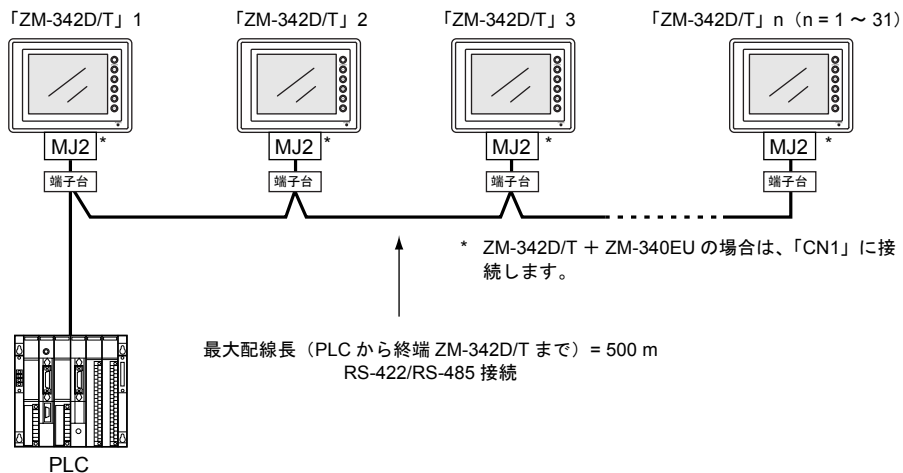 「ZM-342D/T」1
「ZM-342D/T」2
「ZM-342D/T」3
「ZM-342D/T」n（n = 1 ～ 31）
MJ2 *
MJ2 *
MJ2 *
MJ2 *
端子台
端子台
端子台
端子台
* ZM-342D/T + ZM-340EU の場合は、「CN1」に接
続します。
最大配線長（PLC から終端 ZM-342D/T まで）= 500 m
RS-422/RS-485 接続
PLC